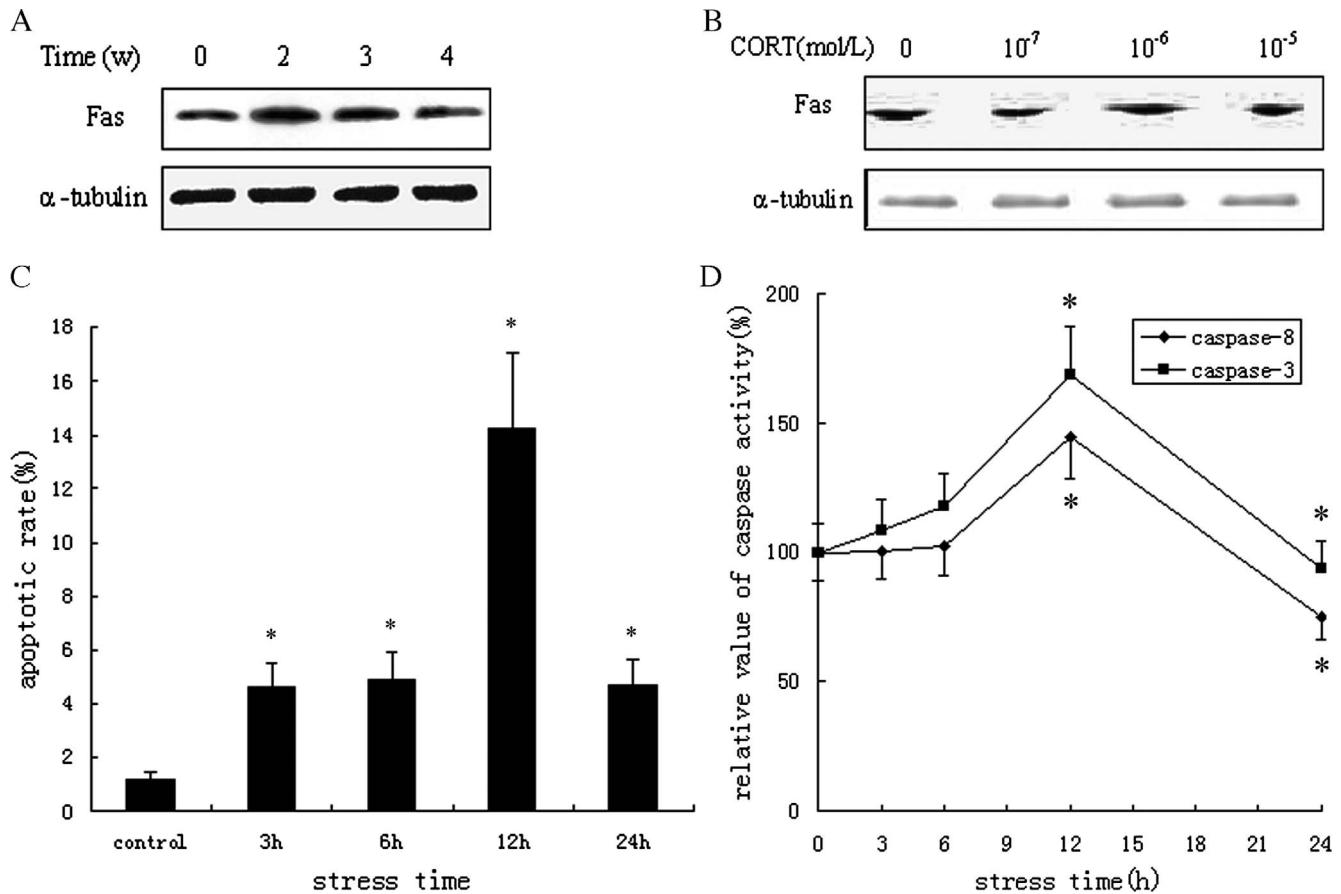 A
Time(w) 0 2 3 4
Fas
α-tubulin
B
CORT(mol/L) 0 10⁻⁷ 10⁻⁶ 10⁻⁵
Fas
α-tubulin
C
apoptotic rate(%)
18
16
14
12
10
8
6
4
2
0
*
*
*
*
control 3h 6h 12h 24h
stress time
D
relative value of caspase activity(%)
200
150
100
50
0
*
*
*
*
caspase-8
caspase-3
0 3 6 9 12 15 18 21 24
stress time(h)